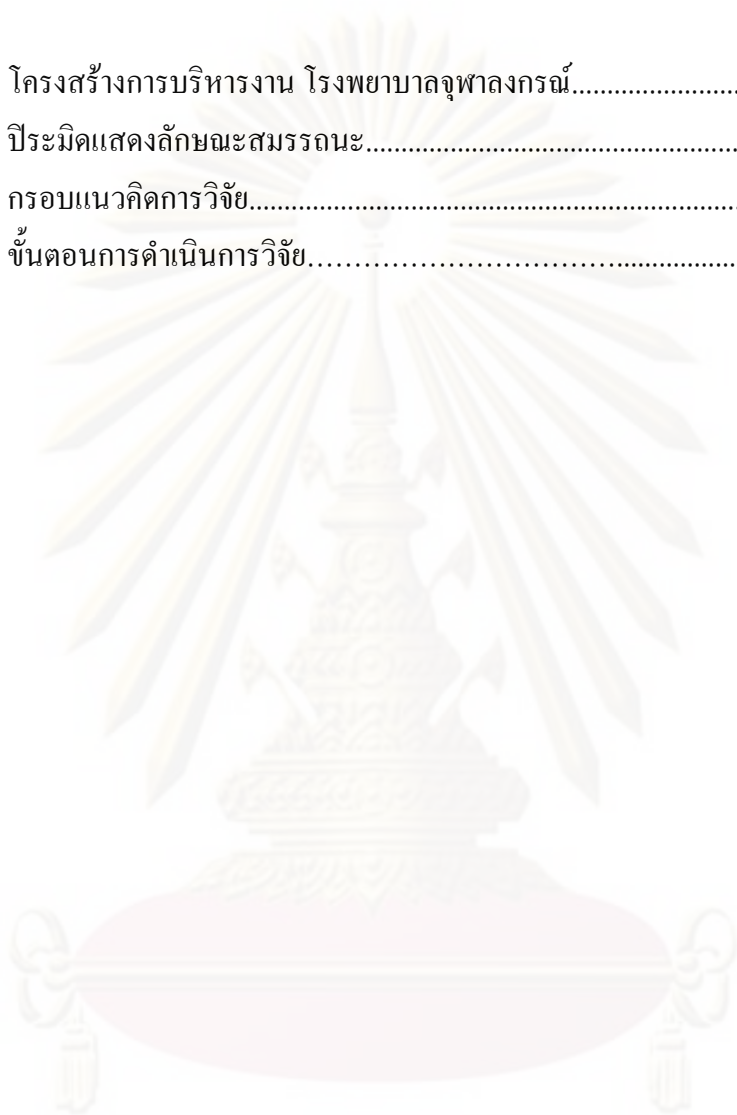 โครงสร้างการบริหารงาน โรงพยาบาลจุฬาลงกรณ์........................
ปิระมิดแสดงลักษณะสมรรถนะ.....................................................
กรอบแนวคิดการวิจัย......................................................................
ขั้นตอนการดำเนินการวิจัย……………………………..................